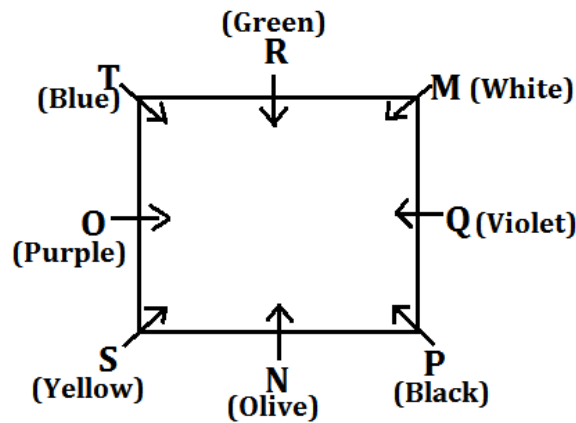 (Green)
R
T
(Blue)
M (White)
O
(Purple)
Q (Violet)
S
(Yellow)
N
(Olive)
P
(Black)